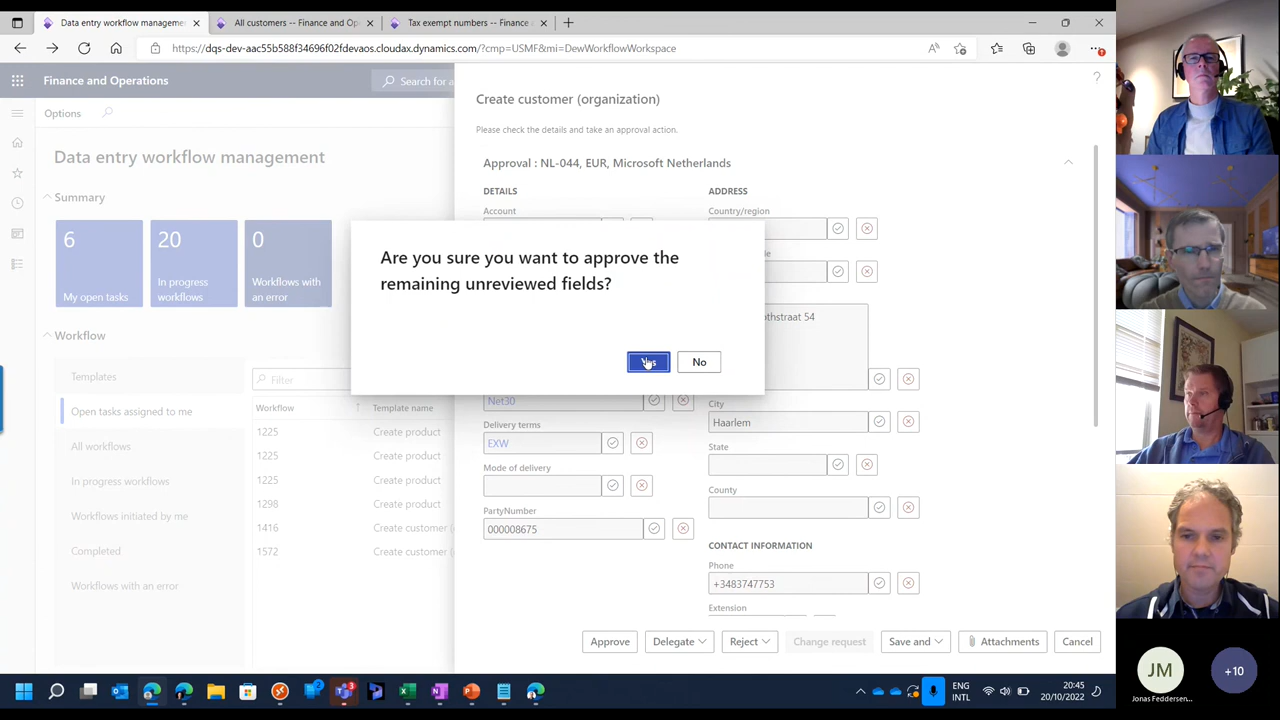 Data entry workflow manageme
All customers -- Finance and Op
Tax exempt numbers -- Finance
https://dqs-dev-aac55b588f34696f02fdevaos.cloudax.dynamics.com/?cmp=USMF&mi=DewWorkflowWorkspace
Finance and Operations
Search for a
?
Options
Data entry workflow management
Summary
6
My open tasks
20
In progress
workflows
0
Workflows with
an error
Workflow
Templates
Open tasks assigned to me
All workflows
In progress workflows
Workflows initiated by me
Completed
Workflows with an error
Filter
Workflow
Template name
1225
Create product
1225
Create product
1225
Create product
1298
Create product
1416
Create customer (
1572
Create customer (
Create customer (organization)
Please check the details and take an approval action.
Approval : NL-044, EUR, Microsoft Netherlands
DETAILS
Account
Net30
Delivery terms
EXW
Mode of delivery
PartyNumber
000008675
ADDRESS
Country/region
othstraat 54
City
Haarlem
State
County
CONTACT INFORMATION
Phone
+3483747753
Extension
Are you sure you want to approve the
remaining unreviewed fields?
Yes
No
Approve
Delegate
Reject
Change request
Save and
Attachments
Cancel
ENG
INTL
20:45
20/10/2022
JM
Jonas Feddersen...
+10